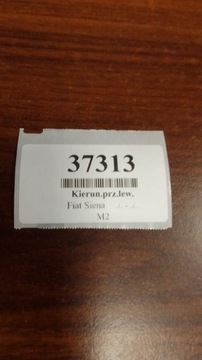 37313
Kierun.prz.lew.
Fiat Siena
M2